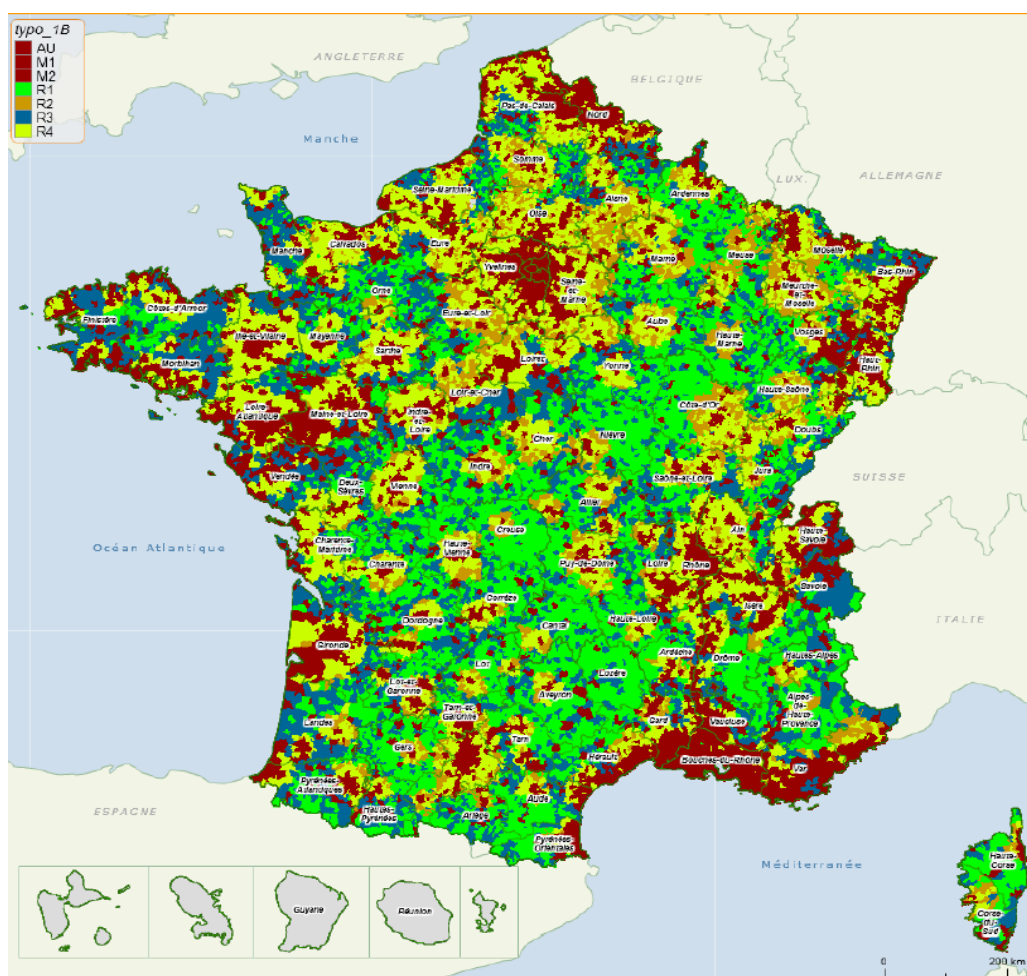 typo_1B
AU
M1
M2
R1
R2
R3
R4
ANGLETERRE
BELGIQUE
Manche
LUX.
ALLEMAGNE
Pas-de-Calais
Nord
Somme
Seine-Maritime
Aisne
Ardennes
Oise
Manche
Calvados
Eure
Yvelines
Seine-
et-
Marne
Marne
Meuse
Moselle
Bas-Rhin
Meurthe-
et-
Moselle
Orne
Eure-et-Loir
Finistère
Côtes-d'Armor
Ille-et-Vilaine
Mayenne
Sarthe
Aube
Haute-
Marne
Vosges
Haut-
Rhin
Morbihan
Loiret
Yonne
Loir-et-Cher
Haute-Saône
Loire-
Atlantique
Maine-et-Loire
Indre-
et-
Loire
Côte-d'Or
Cher
Nièvre
Doubs
SUISSE
Vendée
Deux-
Sèvres
Vienne
Indre
Saône-et-Loire
Jura
Allier
Océan Atlantique
Charente-
Maritime
Charente
Haute-
Vienne
Creuse
Puy-de-Dôme
Loire
Rhône
Ain
Haute-
Savoie
Savoie
Isère
ITALIE
Corrèze
Dordogne
Gironde
Cantal
Haute-Loire
Ardèche
Drôme
Hautes-Alpes
Lot
Lot-et-
Garonne
Aveyron
Lozère
Landes
Tarn-et-
Garonne
Gard
Vaucluse
Alpes-
de-
Haute-
Provence
Gers
Tarn
Hérault
Bouches-du-Rhône
Var
Pyrénées-
Atlantiques
Hautes-
Pyrénées
Ariège
Aude
Pyrénées-
Orientales
ESPAGNE
Méditerranée
Haute-
Corse
Corse-
du-
Sud
Guyane
Réunion
0
200 km